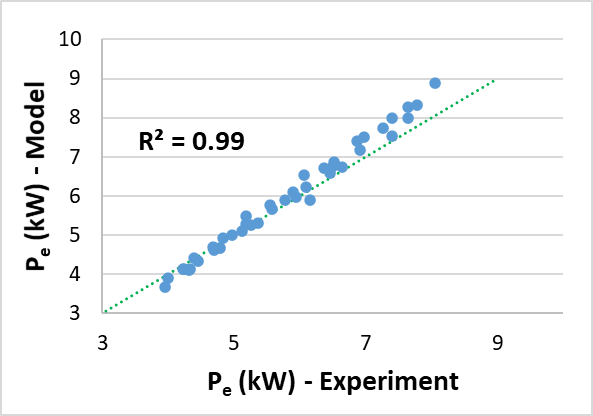 10
9
8
7
6
5
4
3
Pe (kW) - Model
R² = 0.99
3 5 7 9
Pe (kW) - Experiment